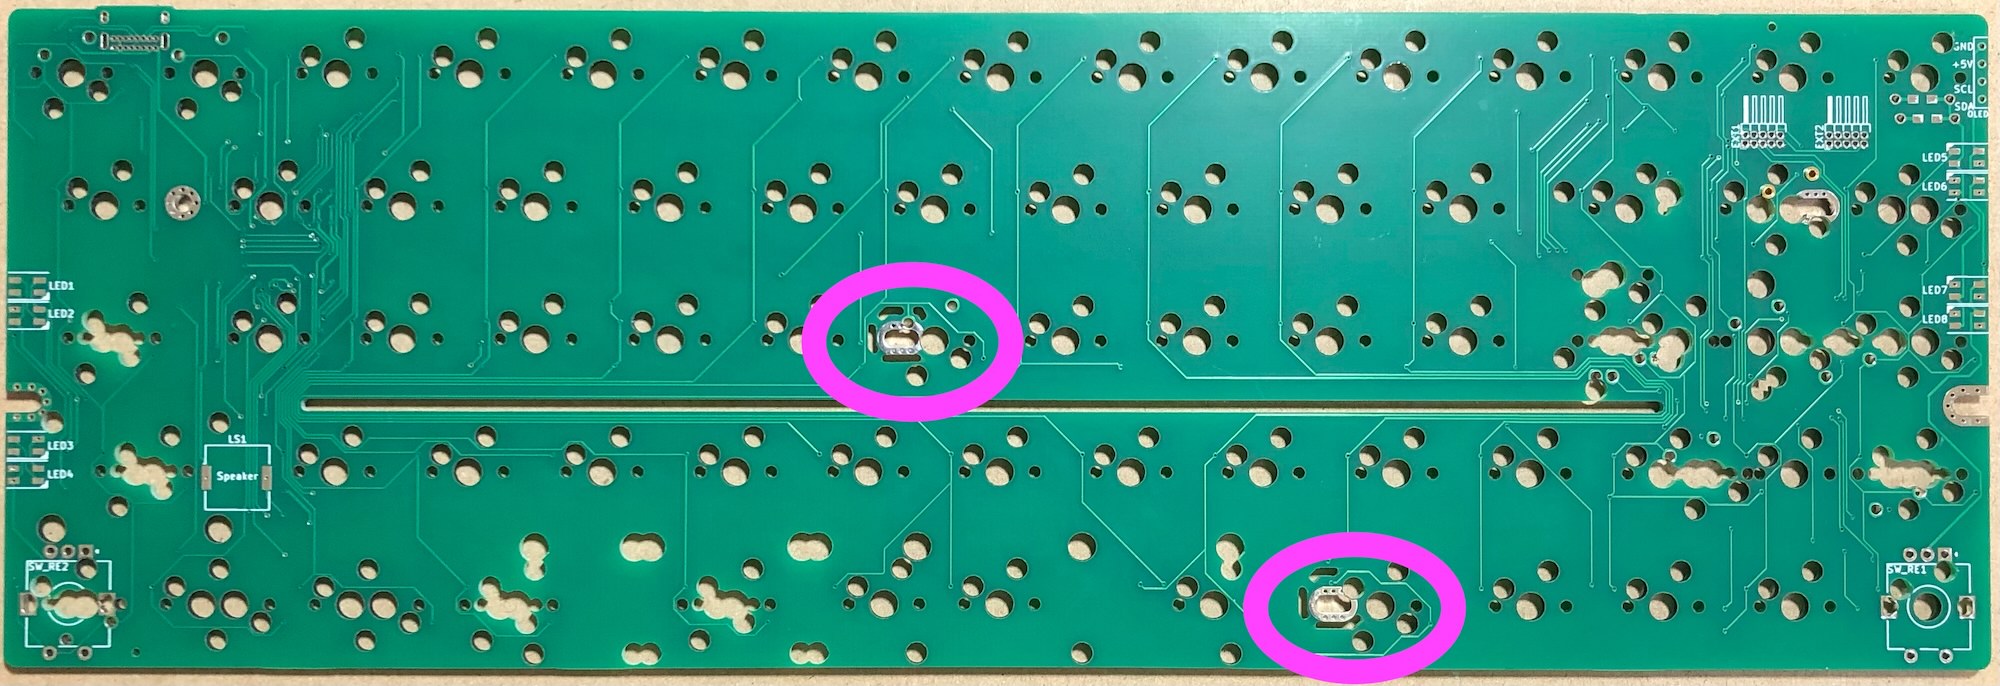 GND
+5V
SCL
SDA
OLED
EXT1
EXT2
LED5
LED6
LED1
LED2
LED7
LED8
LS1
Speaker
LED3
LED4
SW_RE2
SW_RE1